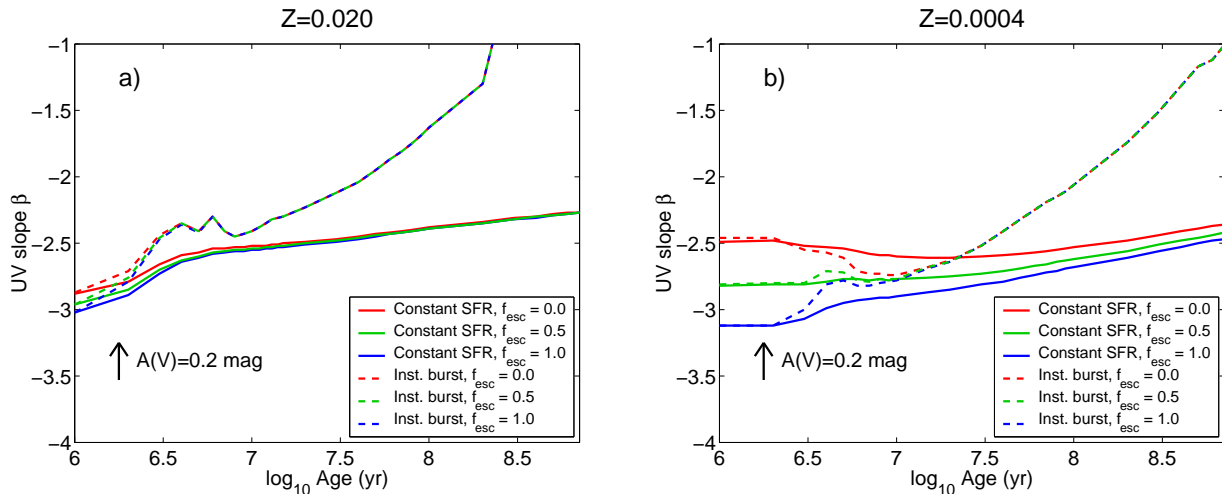 Z=0.020
a)
−1
−1.5
−2
−2.5
−3
−3.5
−4
UV slope β
6
6.5
7
7.5
8
8.5
log10 Age (yr)
A(V)=0.2 mag
Constant SFR, fesc = 0.0
Constant SFR, fesc = 0.5
Constant SFR, fesc = 1.0
Inst. burst, fesc = 0.0
Inst. burst, fesc = 0.5
Inst. burst, fesc = 1.0
Z=0.0004
b)
−1
−1.5
−2
−2.5
−3
−3.5
−4
UV slope β
6
6.5
7
7.5
8
8.5
log10 Age (yr)
A(V)=0.2 mag
Constant SFR, fesc = 0.0
Constant SFR, fesc = 0.5
Constant SFR, fesc = 1.0
Inst. burst, fesc = 0.0
Inst. burst, fesc = 0.5
Inst. burst, fesc = 1.0